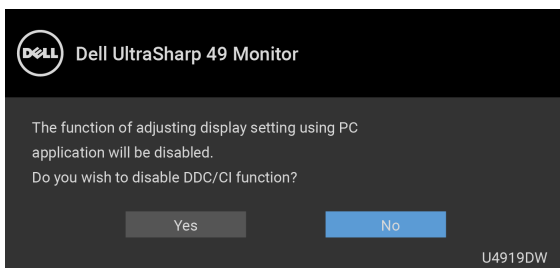 DELL
Dell UltraSharp 49 Monitor
The function of adjusting display setting using PC
application will be disabled.
Do you wish to disable DDC/CI function?
Yes
No
U4919DW